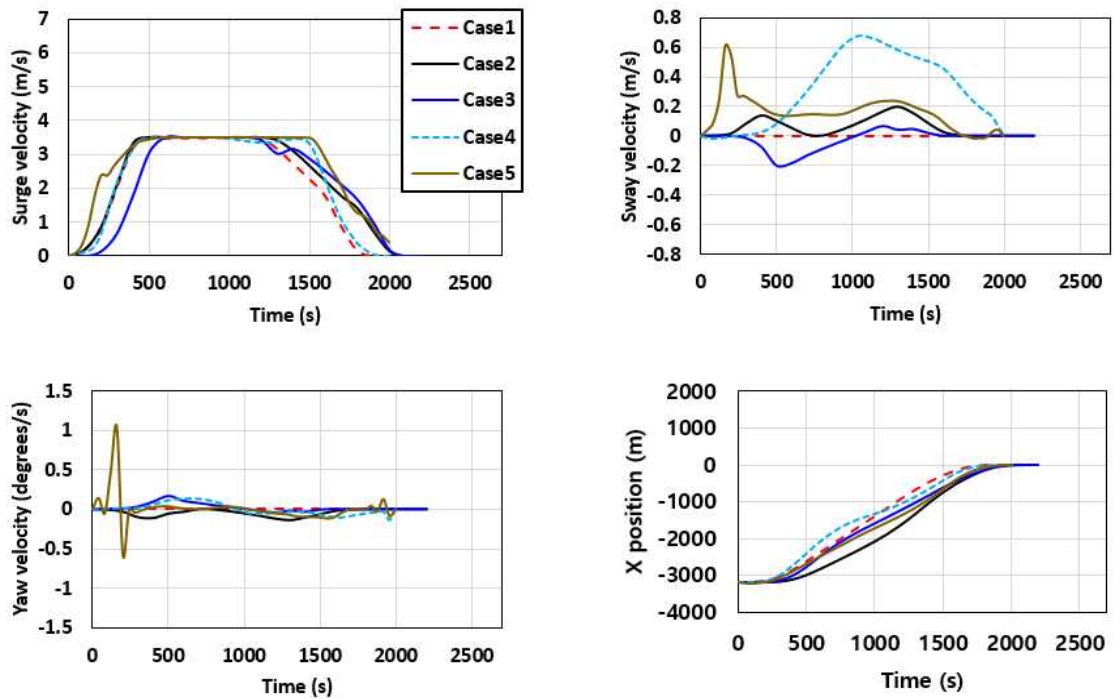 Surge velocity (m/s)
7
6
5
4
3
2
1
0
0 500 1000 1500 2000 2500
Time (s)
Case1
Case2
Case3
Case4
Case5
Sway velocity (m/s)
0.8
0.6
0.4
0.2
0
-0.2
-0.4
-0.6
-0.8
0 500 1000 1500 2000 2500
Time (s)
Yaw velocity (degrees/s)
1.5
1
0.5
0
-0.5
-1
-1.5
0 500 1000 1500 2000 2500
Time (s)
X position (m)
2000
1000
0
-1000
-2000
-3000
-4000
0 500 1000 1500 2000 2500
Time (s)